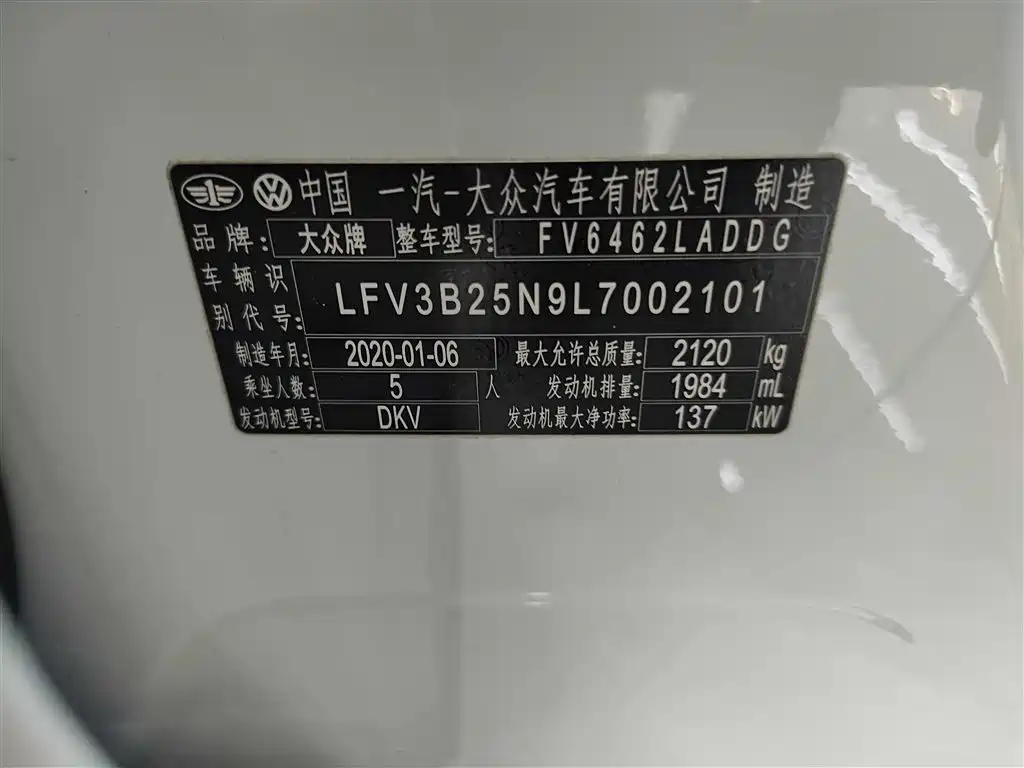 中国 一汽-大众汽车有限公司 制造
品牌: 大众牌 整车型号: FV6462LADDG
车辆识别代号: LFV3B25N9L7002101
制造年月: 2020-01-06 最大允许总质量: 2120 kg
乘坐人数: 5 人 发动机排量: 1984 mL
发动机型号: DKV 发动机最大净功率: 137 kW